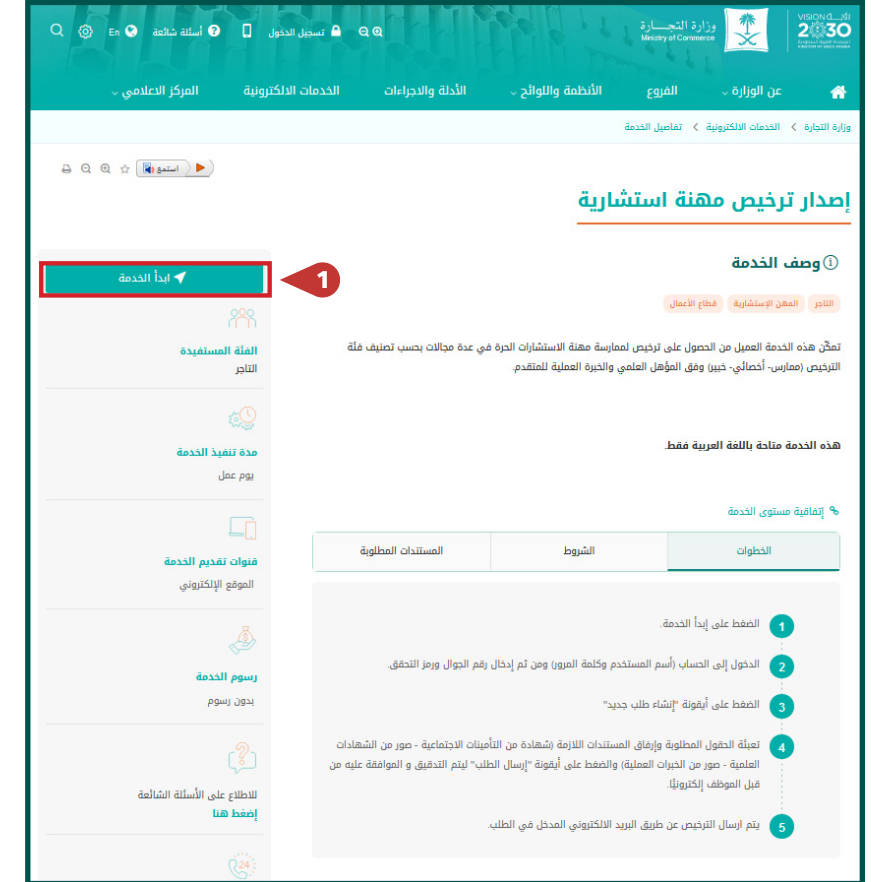 VISION رؤيــة
2030
وزارة التجـــارة
Ministry of Commerce
تسجيل الدخول
أسئلة شائعة
En
عن الوزارة
الفروع
الأنظمة واللوائح
الأدلة والاجراءات
الخدمات الالكترونية
المركز الاعلامي
وزارة التجارة > الخدمات الالكترونية > تفاصيل الخدمة
استمع
إصدار ترخيص مهنة استشارية
وصف الخدمة
التاجر
المهن الإستشارية
قطاع الأعمال
تمكّن هذه الخدمة العميل من الحصول على ترخيص لممارسة مهنة الاستشارات الحرة في عدة مجالات بحسب تصنيف فئة
الترخيص (ممارس- أخصائي- خبير) وفق المؤهل العلمي والخبرة العملية للمتقدم.
هذه الخدمة متاحة باللغة العربية فقط.
إتفاقية مستوى الخدمة
الخطوات
الشروط
المستندات المطلوبة
1 الضغط على إبدأ الخدمة.
2 الدخول إلى الحساب (أسم المستخدم وكلمة المرور) ومن ثم إدخال رقم الجوال ورمز التحقق.
3 الضغط على أيقونة "إنشاء طلب جديد"
4 تعبئة الحقول المطلوبة وإرفاق المستندات اللازمة (شهادة من التأمينات الاجتماعية - صور من الشهادات
العلمية - صور من الخبرات العملية) والضغط على أيقونة "إرسال الطلب" ليتم التدقيق و الموافقة عليه من
قبل الموظف إلكترونيًا.
5 يتم ارسال الترخيص عن طريق البريد الالكتروني المدخل في الطلب.
1
ابدأ الخدمة
الفئة المستفيدة
التاجر
مدة تنفيذ الخدمة
يوم عمل
قنوات تقديم الخدمة
الموقع الإلكتروني
رسوم الخدمة
بدون رسوم
للاطلاع على الأسئلة الشائعة
إضغط هنا
24